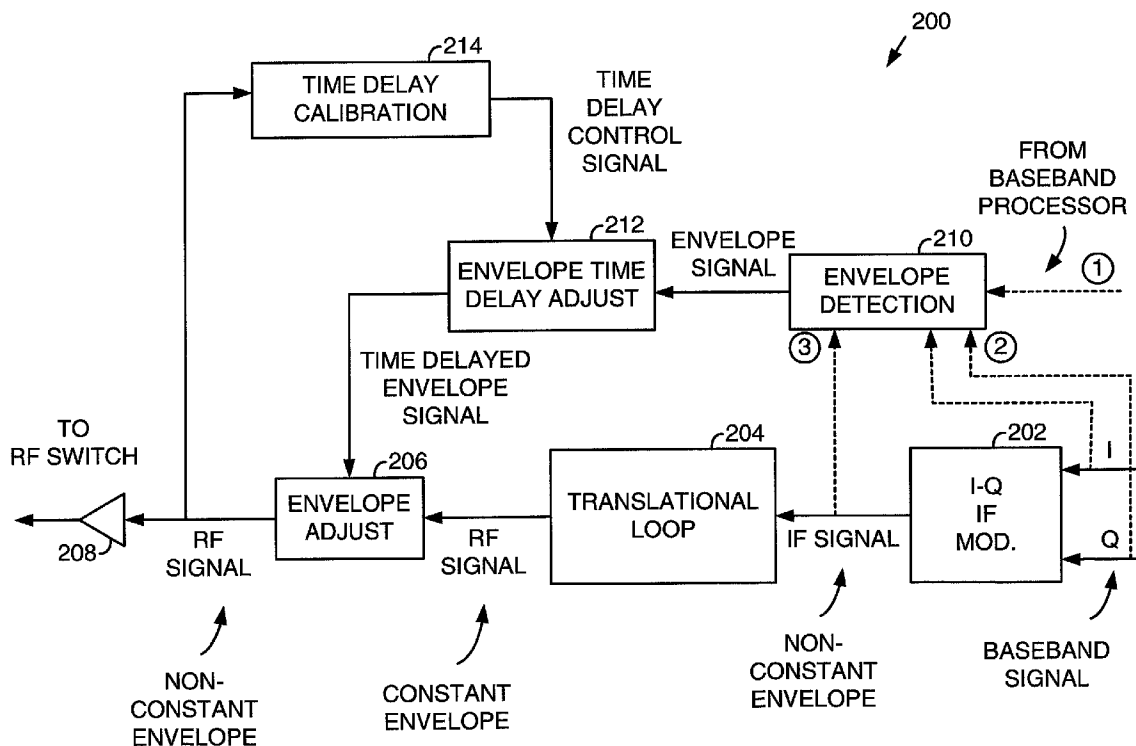 200
214
TIME DELAY
CALIBRATION
TIME
DELAY
CONTROL
SIGNAL
FROM
BASEBAND
PROCESSOR
212
ENVELOPE TIME
DELAY ADJUST
ENVELOPE
SIGNAL
210
ENVELOPE
DETECTION
1
2
3
TIME DELAYED
ENVELOPE
SIGNAL
TO
RF SWITCH
208
RF
SIGNAL
206
ENVELOPE
ADJUST
RF
SIGNAL
204
TRANSLATIONAL
LOOP
IF SIGNAL
202
I-Q
IF
MOD.
I
Q
NON-
CONSTANT
ENVELOPE
CONSTANT
ENVELOPE
NON-
CONSTANT
ENVELOPE
BASEBAND
SIGNAL